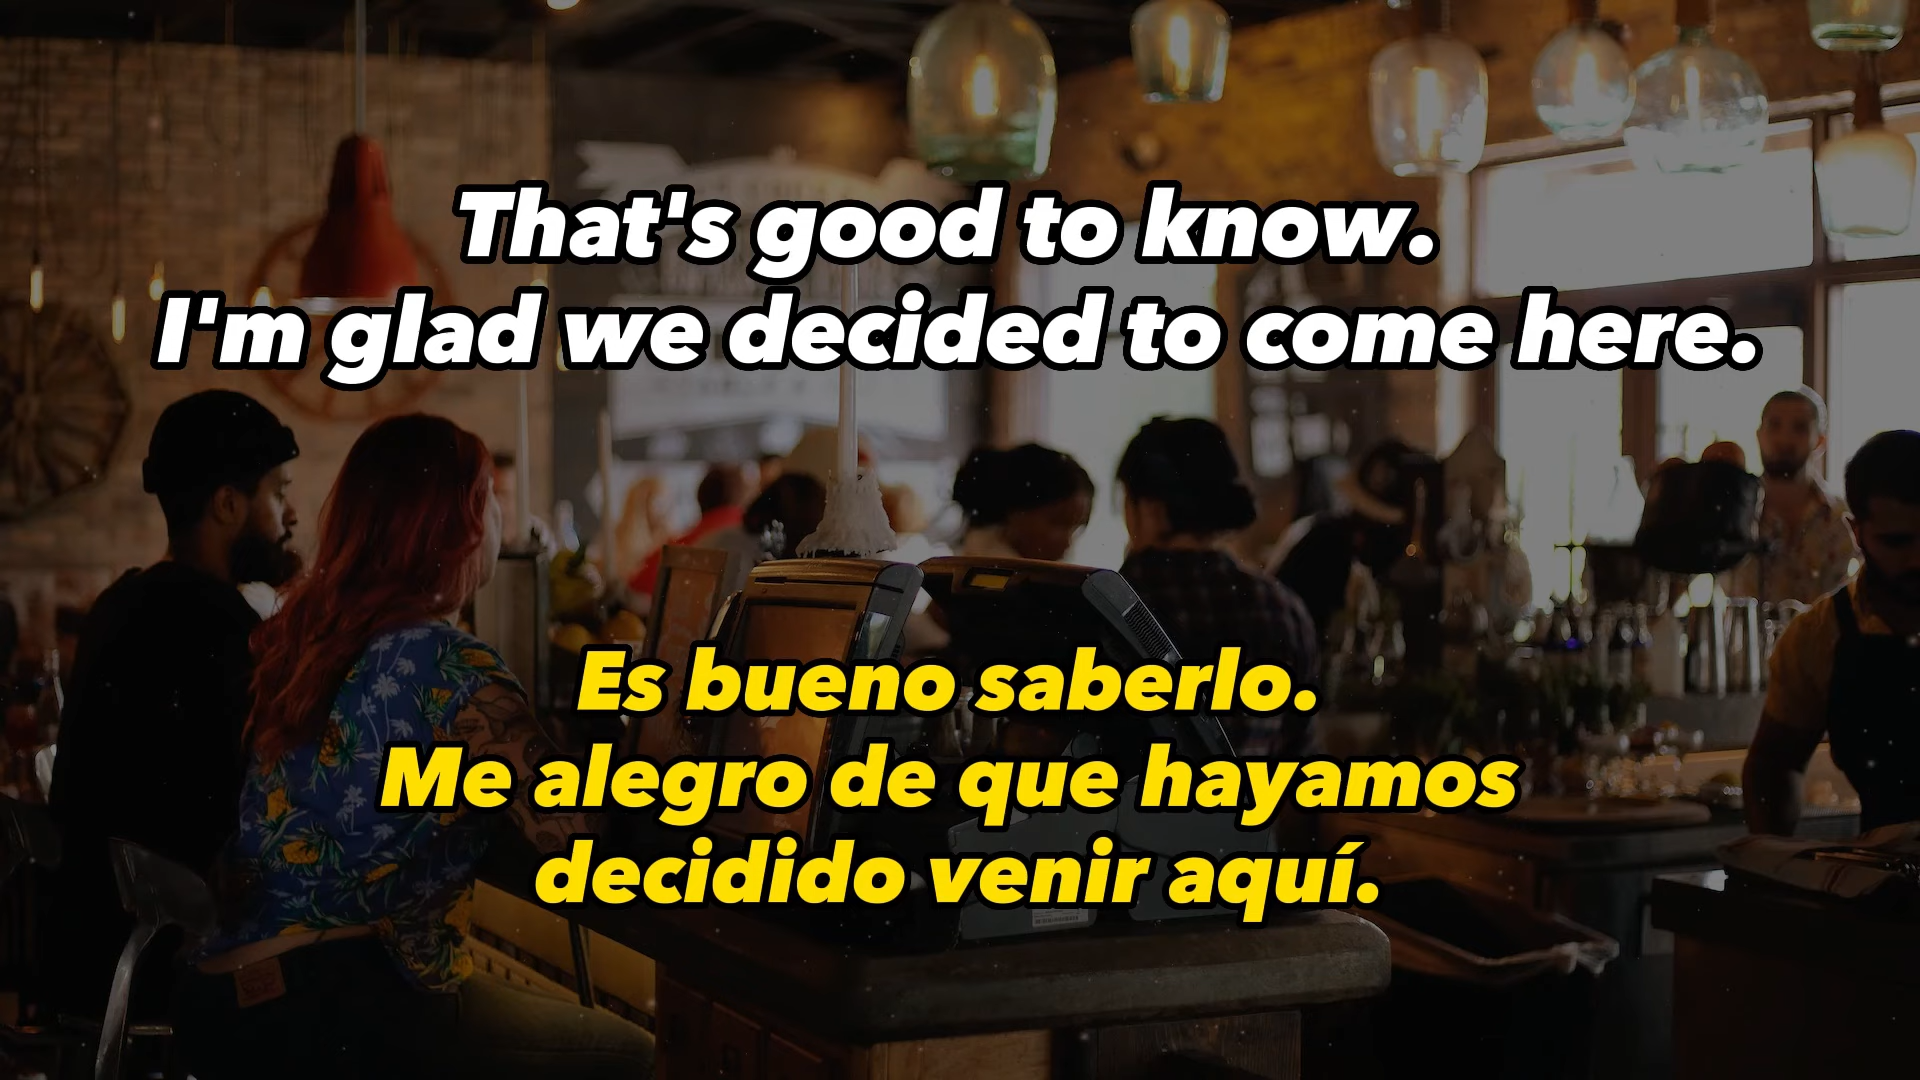 That's good to know.
I'm glad we decided to come here.
Es bueno saberlo.
Me alegro de que hayamos
decidido venir aquí.